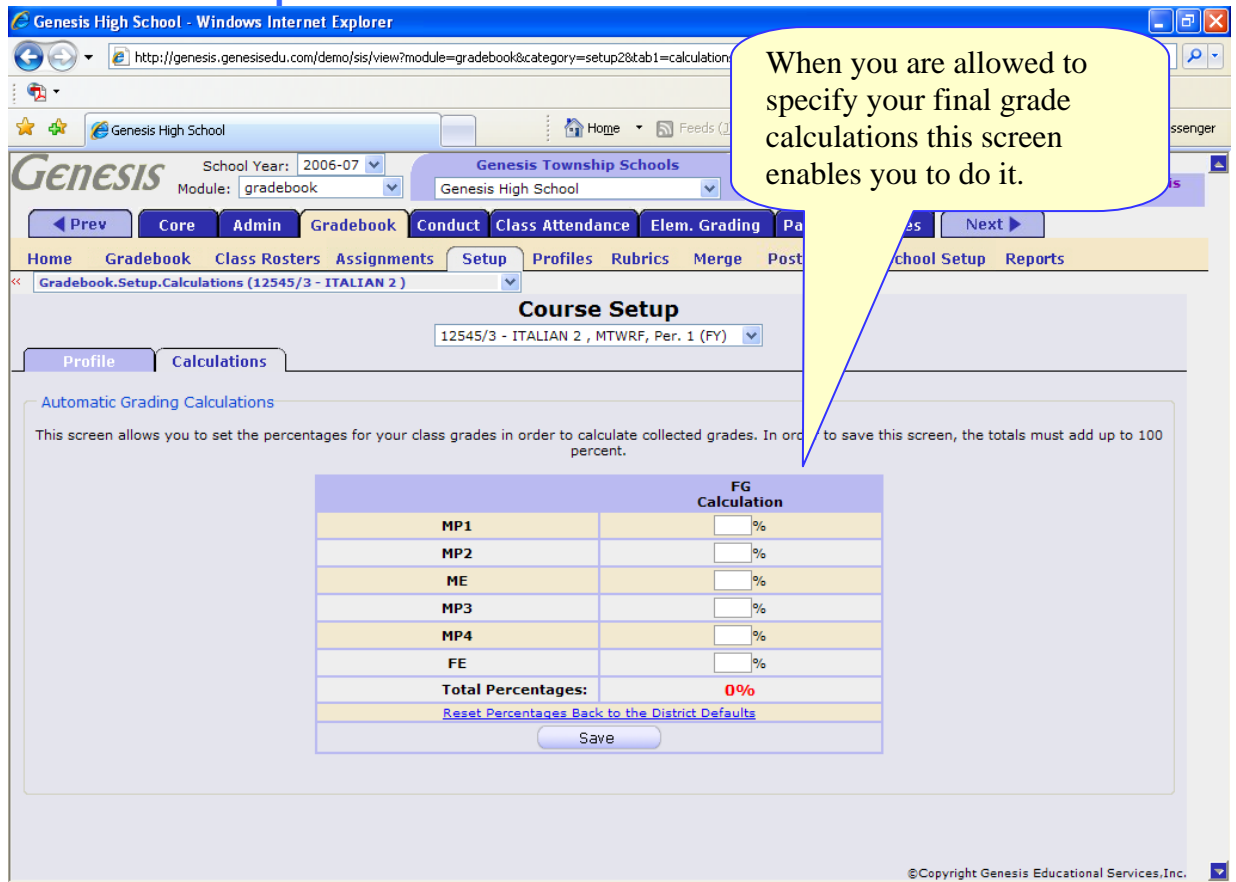 Genesis High School - Windows Internet Explorer
http://genesis.genesisedu.com/demo/sis/view?module=gradebook&category=setup2&tab1=calculation
When you are allowed to
specify your final grade
calculations this screen
enables you to do it.
Genesis High School
Home
Feeds
ssenger
Genesis
School Year: 2006-07
Genesis Township Schools
Module: gradebook
Genesis High School
is
Prev Core Admin Gradebook Conduct Class Attendance Elem. Grading Pa es Next
Home Gradebook Class Rosters Assignments Setup Profiles Rubrics Merge Post chool Setup Reports
« Gradebook.Setup.Calculations (12545/3 - ITALIAN 2 )
Course Setup
12545/3 - ITALIAN 2 , MTWRF, Per. 1 (FY)
Profile Calculations
Automatic Grading Calculations
This screen allows you to set the percentages for your class grades in order to calculate collected grades. In order to save this screen, the totals must add up to 100
percent.
FG
Calculation
MP1 %
MP2 %
ME %
MP3 %
MP4 %
FE %
Total Percentages: 0%
Reset Percentages Back to the District Defaults
Save
©Copyright Genesis Educational Services,Inc.